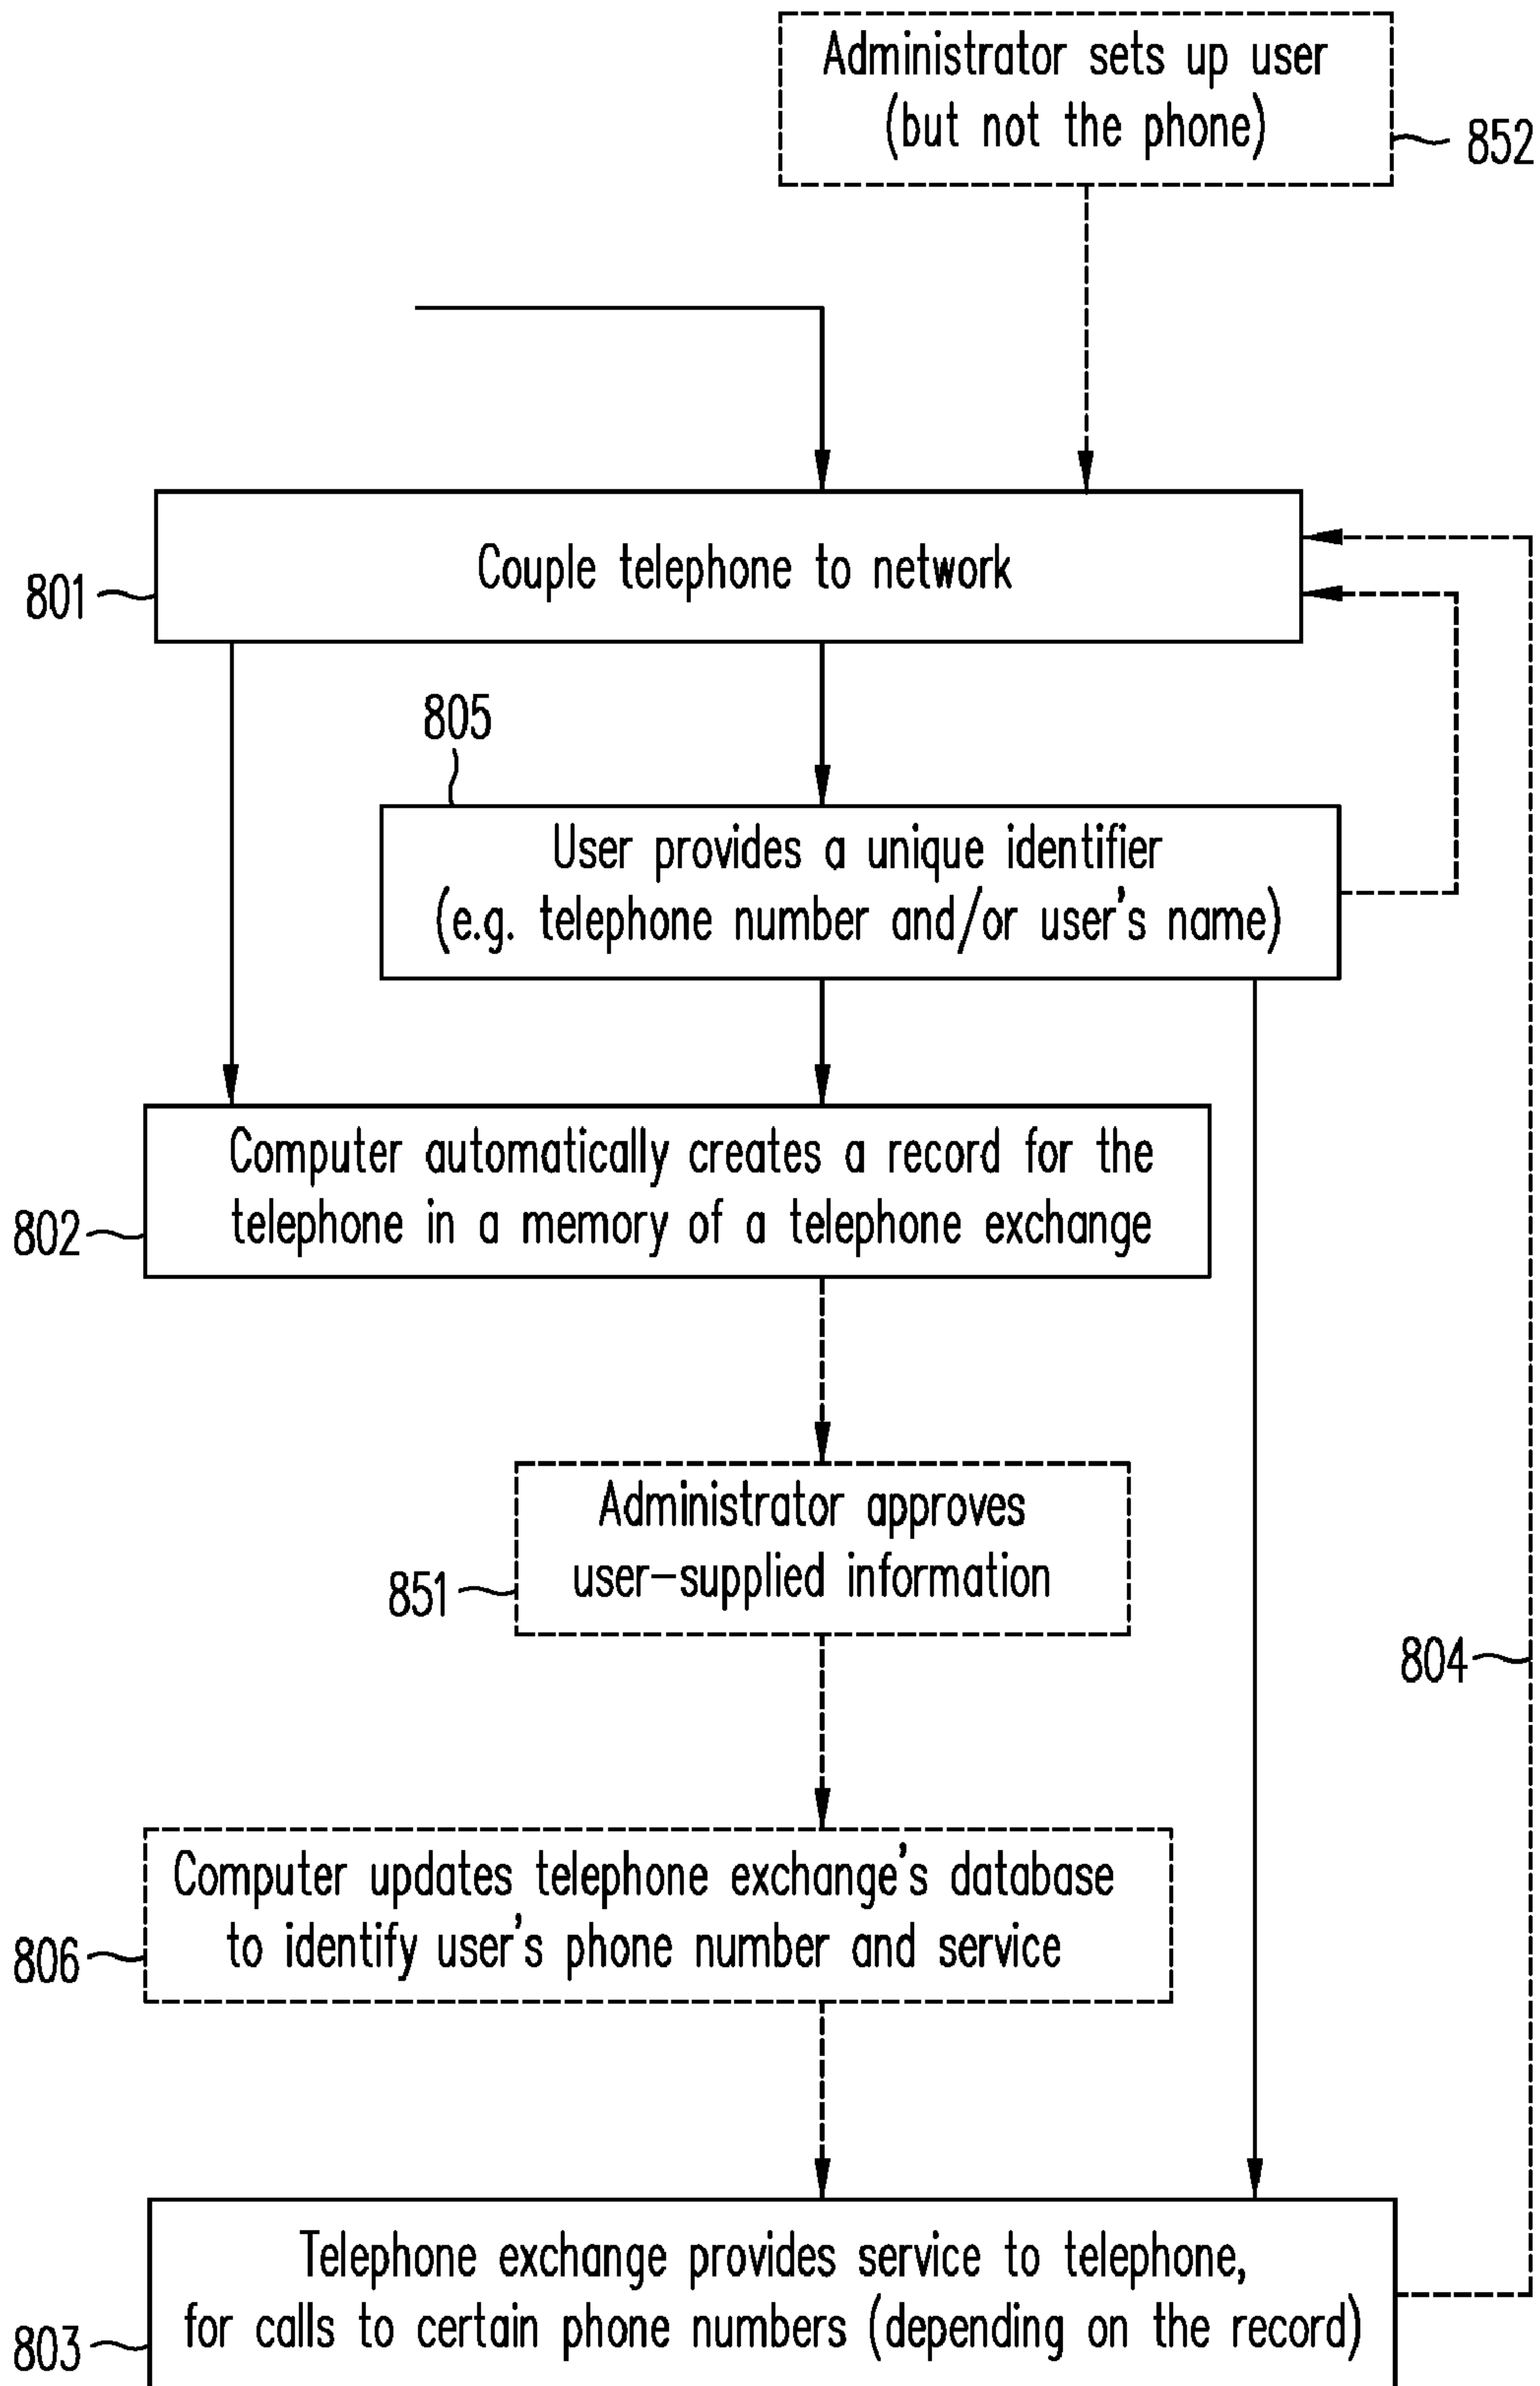 Administrator sets up user
(but not the phone)
852
Couple telephone to network
801
805
User provides a unique identifier
(e.g. telephone number and/or user's name)
Computer automatically creates a record for the
telephone in a memory of a telephone exchange
802
Administrator approves
user-supplied information
851
804
Computer updates telephone exchange's database
to identify user's phone number and service
806
Telephone exchange provides service to telephone,
for calls to certain phone numbers (depending on the record)
803